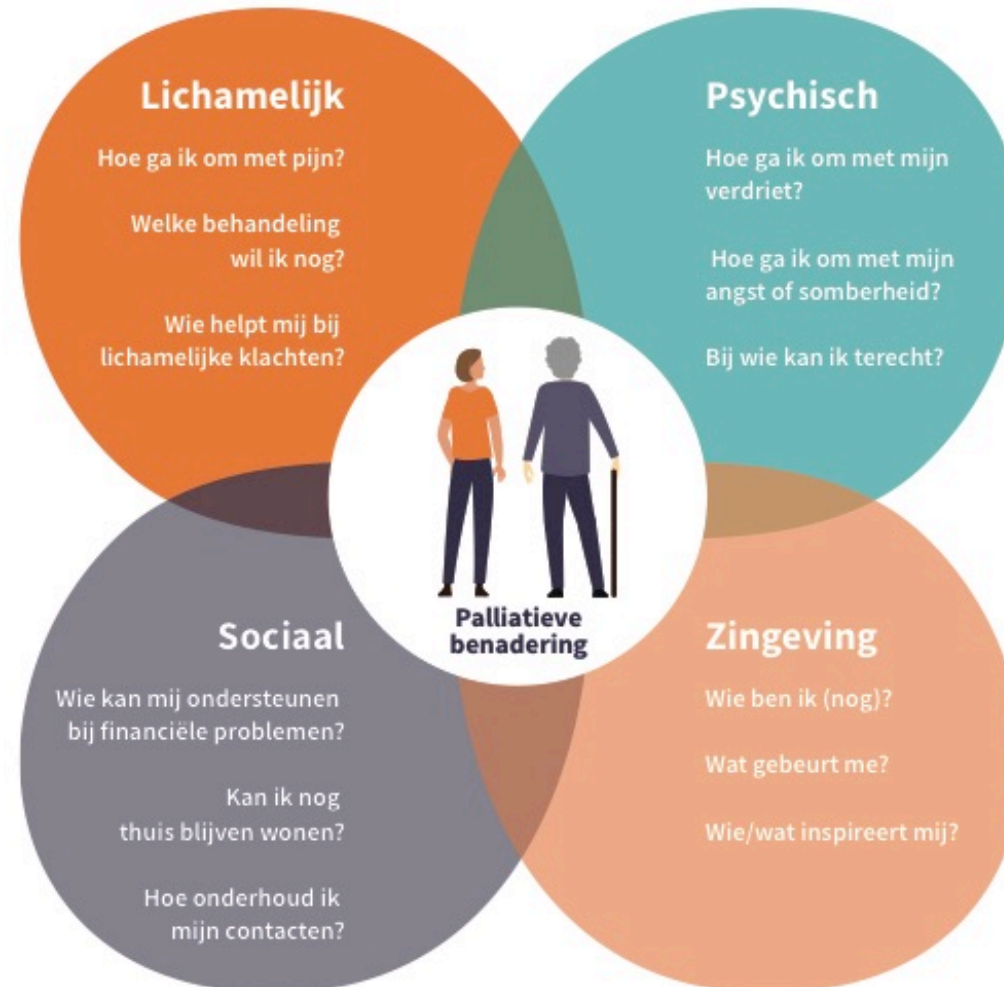 Lichamelijk
Hoe ga ik om met pijn?
Welke behandeling
wil ik nog?
Wie helpt mij bij
lichamelijke klachten?
Psychisch
Hoe ga ik om met mijn
verdriet?
Hoe ga ik om met mijn
angst of somberheid?
Bij wie kan ik terecht?
Palliatieve
benadering
Sociaal
Wie kan mij ondersteunen
bij financiële problemen?
Kan ik nog
thuis blijven wonen?
Hoe onderhoud ik
mijn contacten?
Zingeving
Wie ben ik (nog)?
Wat gebeurt me?
Wie/wat inspireert mij?